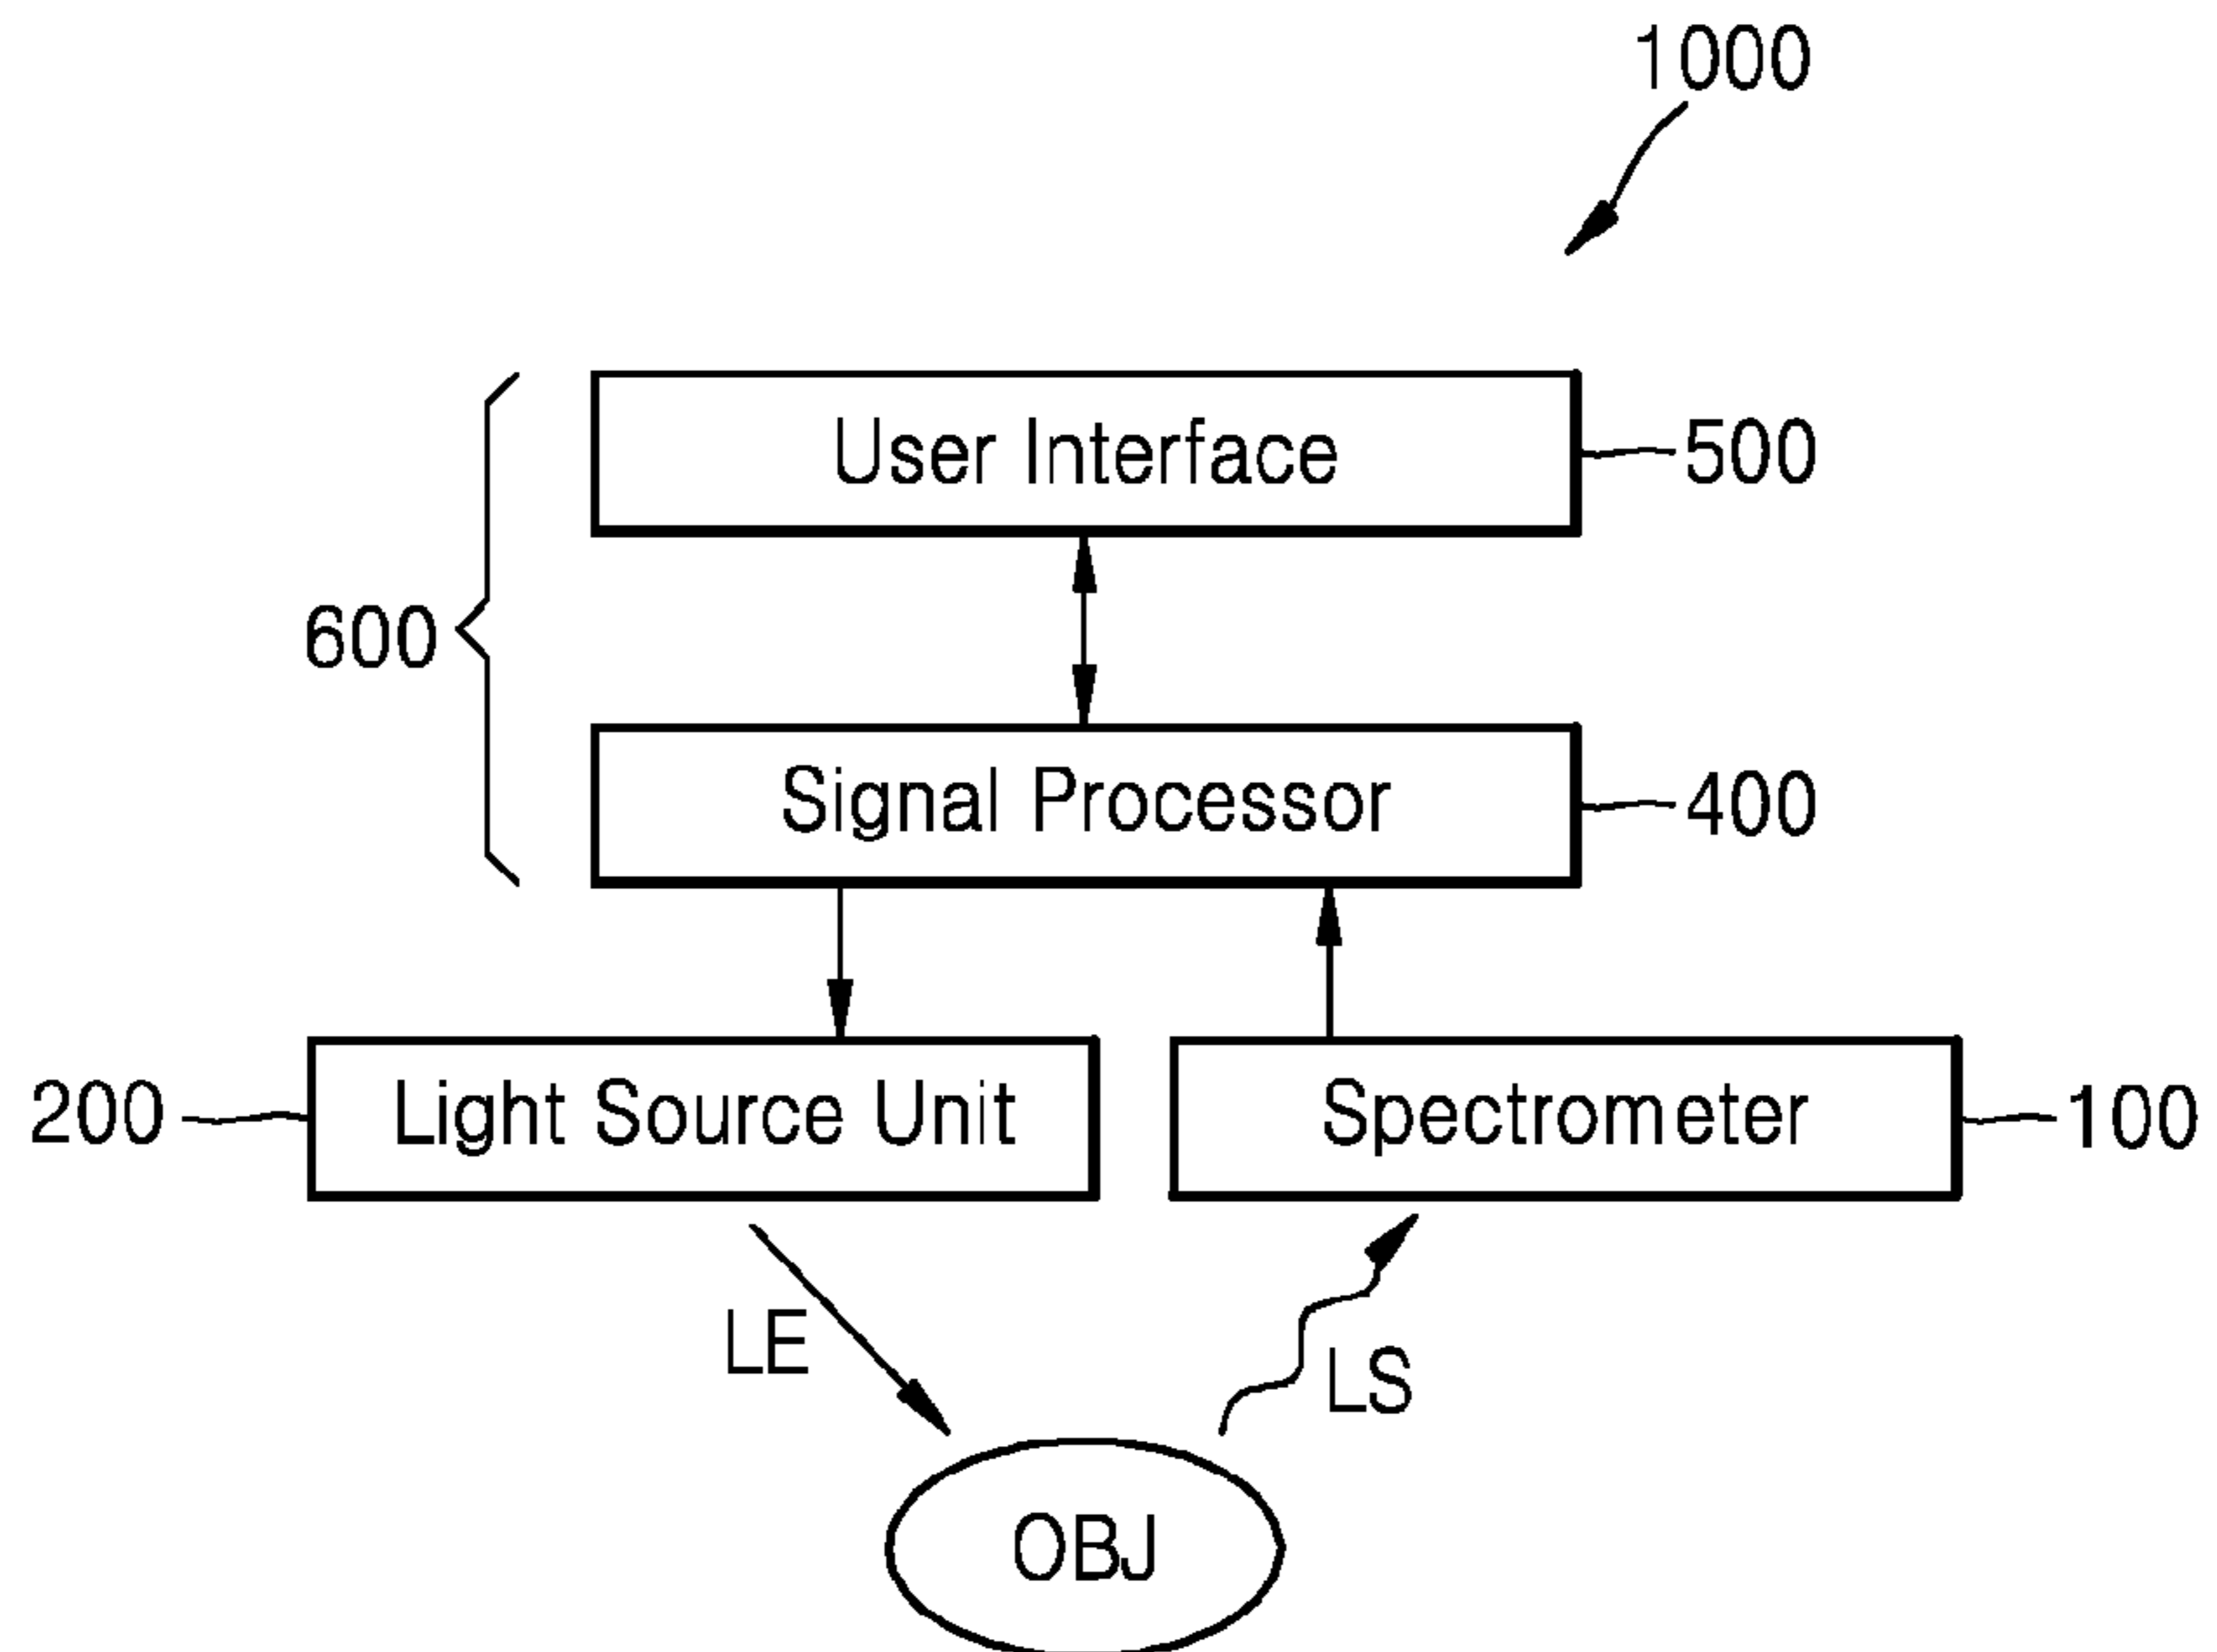 1000
User Interface
500
600
Signal Processor
400
200
Light Source Unit
Spectrometer
100
LE
LS
OBJ